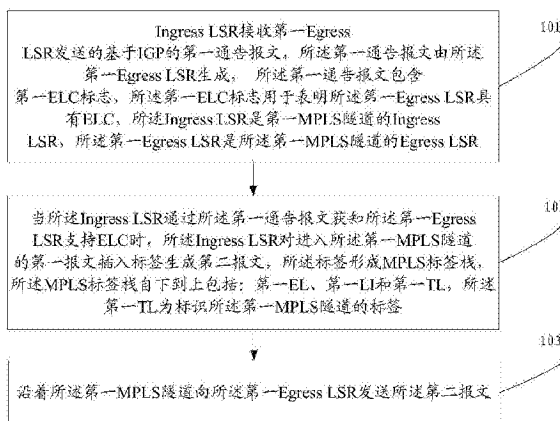 Ingress LSR接收第一Egress
101
LSR发送的基于IGP的第一通告报文，所述第一通告报文由所述
第一Egress LSR生成， 所述第一通告报文包含
第一ELC标志，所述第一ELC标志用于表明所述第一Egress LSR具
有ELC，所述Ingress LSR是第一MPLS隧道的Ingress
LSR，所述第一Egress LSR是所述第一MPLS隧道的Egress LSR
当所述Ingress LSR通过所述第一通告报文获知所述第一Egress
10
LSR支持ELC时，所述Ingress LSR对进入所述第一MPLS隧道
的第一报文插入标签生成第二报文，所述标签形成MPLS标签栈，
所述MPLS标签栈自下到上包括：第一EL、第一LI和第一TL，所述
第一TL为标识所述第一MPLS隧道的标签
103
沿着所述第一MPLS隧道向所述第一Egress LSR发送所述第二报文